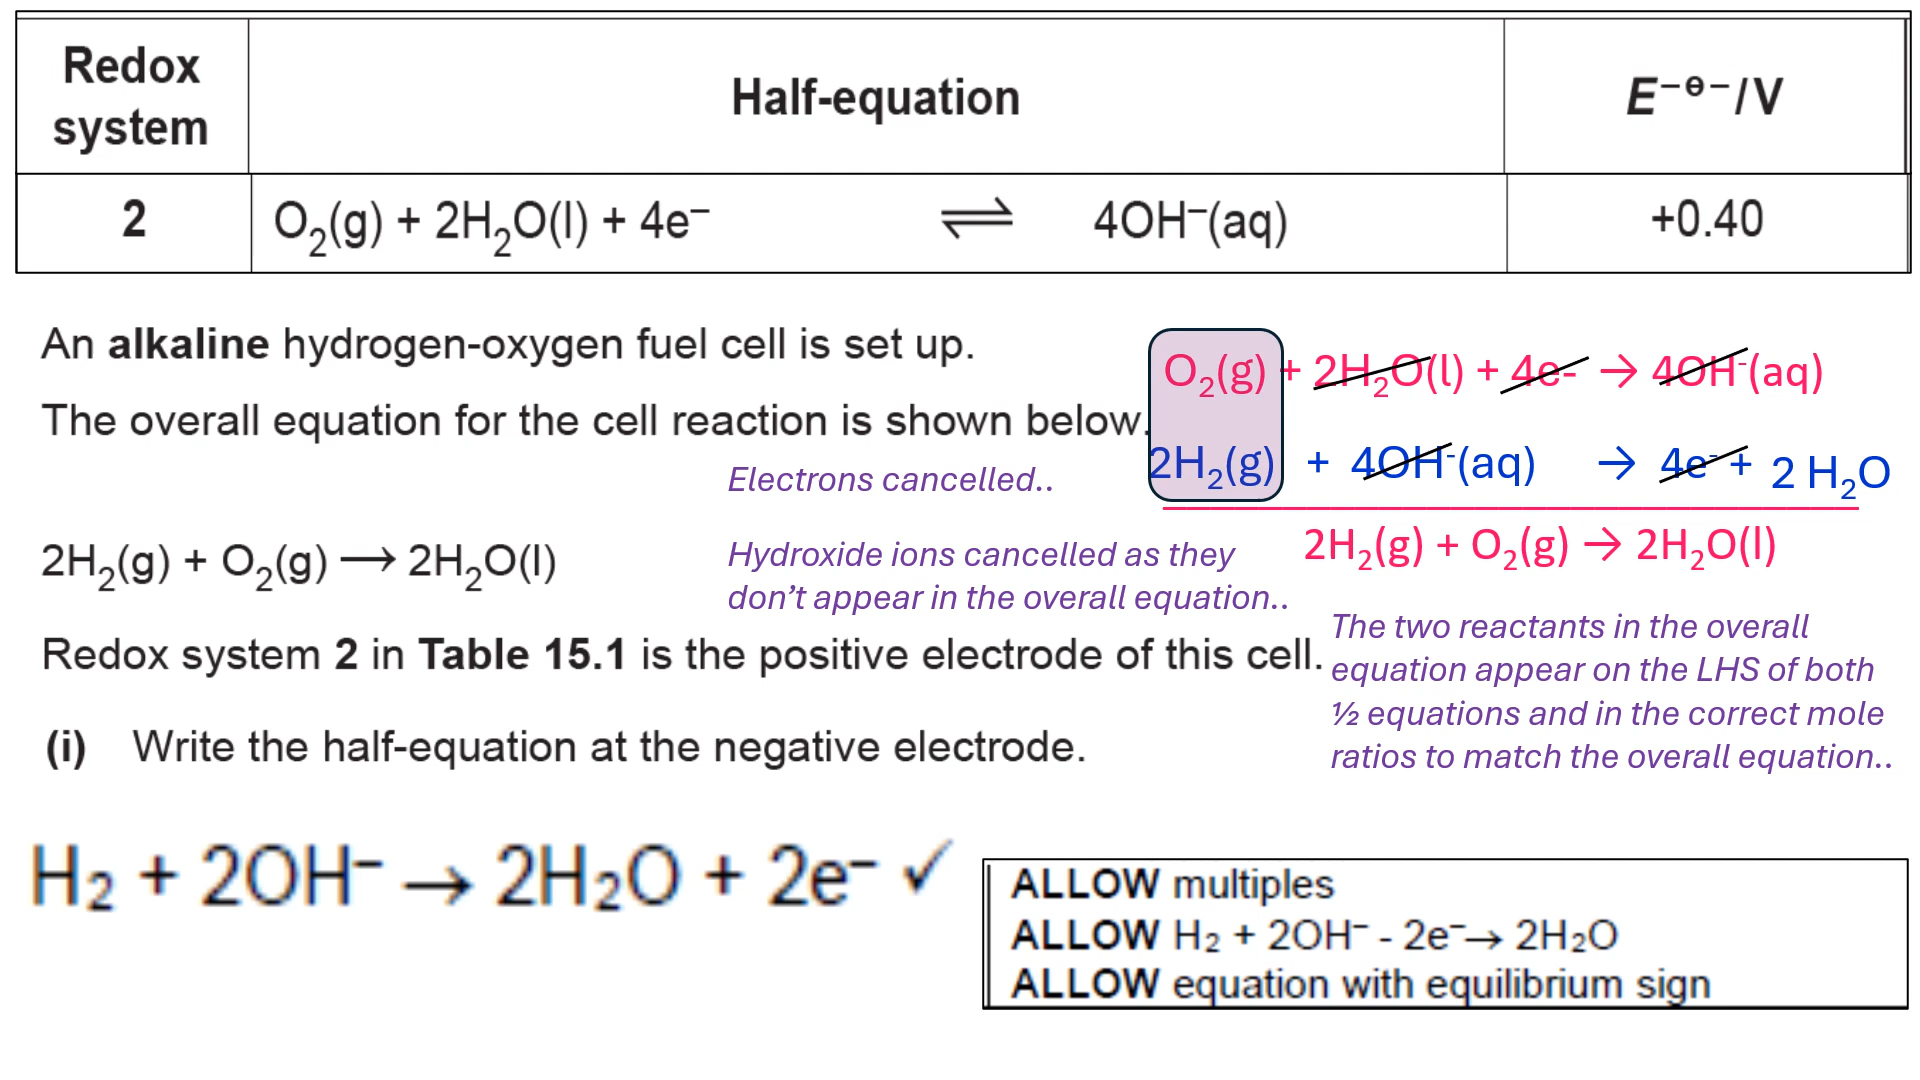 Redox system | Half-equation | E⁻ᶿ⁻/V
2 | O₂(g) + 2H₂O(l) + 4e⁻ ⇌ 4OH⁻(aq) | +0.40
An alkaline hydrogen-oxygen fuel cell is set up.
The overall equation for the cell reaction is shown below.
2H₂(g) + O₂(g) → 2H₂O(l)
O₂(g) + 2H₂O(l) + 4e- → 4OH⁻(aq)
2H₂(g) + 4OH⁻(aq) → 4e⁻ + 2 H₂O
2H₂(g) + O₂(g) → 2H₂O(l)
Electrons cancelled..
Hydroxide ions cancelled as they
don’t appear in the overall equation..
Redox system 2 in Table 15.1 is the positive electrode of this cell.
The two reactants in the overall
equation appear on the LHS of both
½ equations and in the correct mole
ratios to match the overall equation..
(i) Write the half-equation at the negative electrode.
H₂ + 2OH⁻ → 2H₂O + 2e⁻ ✓
ALLOW multiples
ALLOW H₂ + 2OH⁻ - 2e⁻→ 2H₂O
ALLOW equation with equilibrium sign